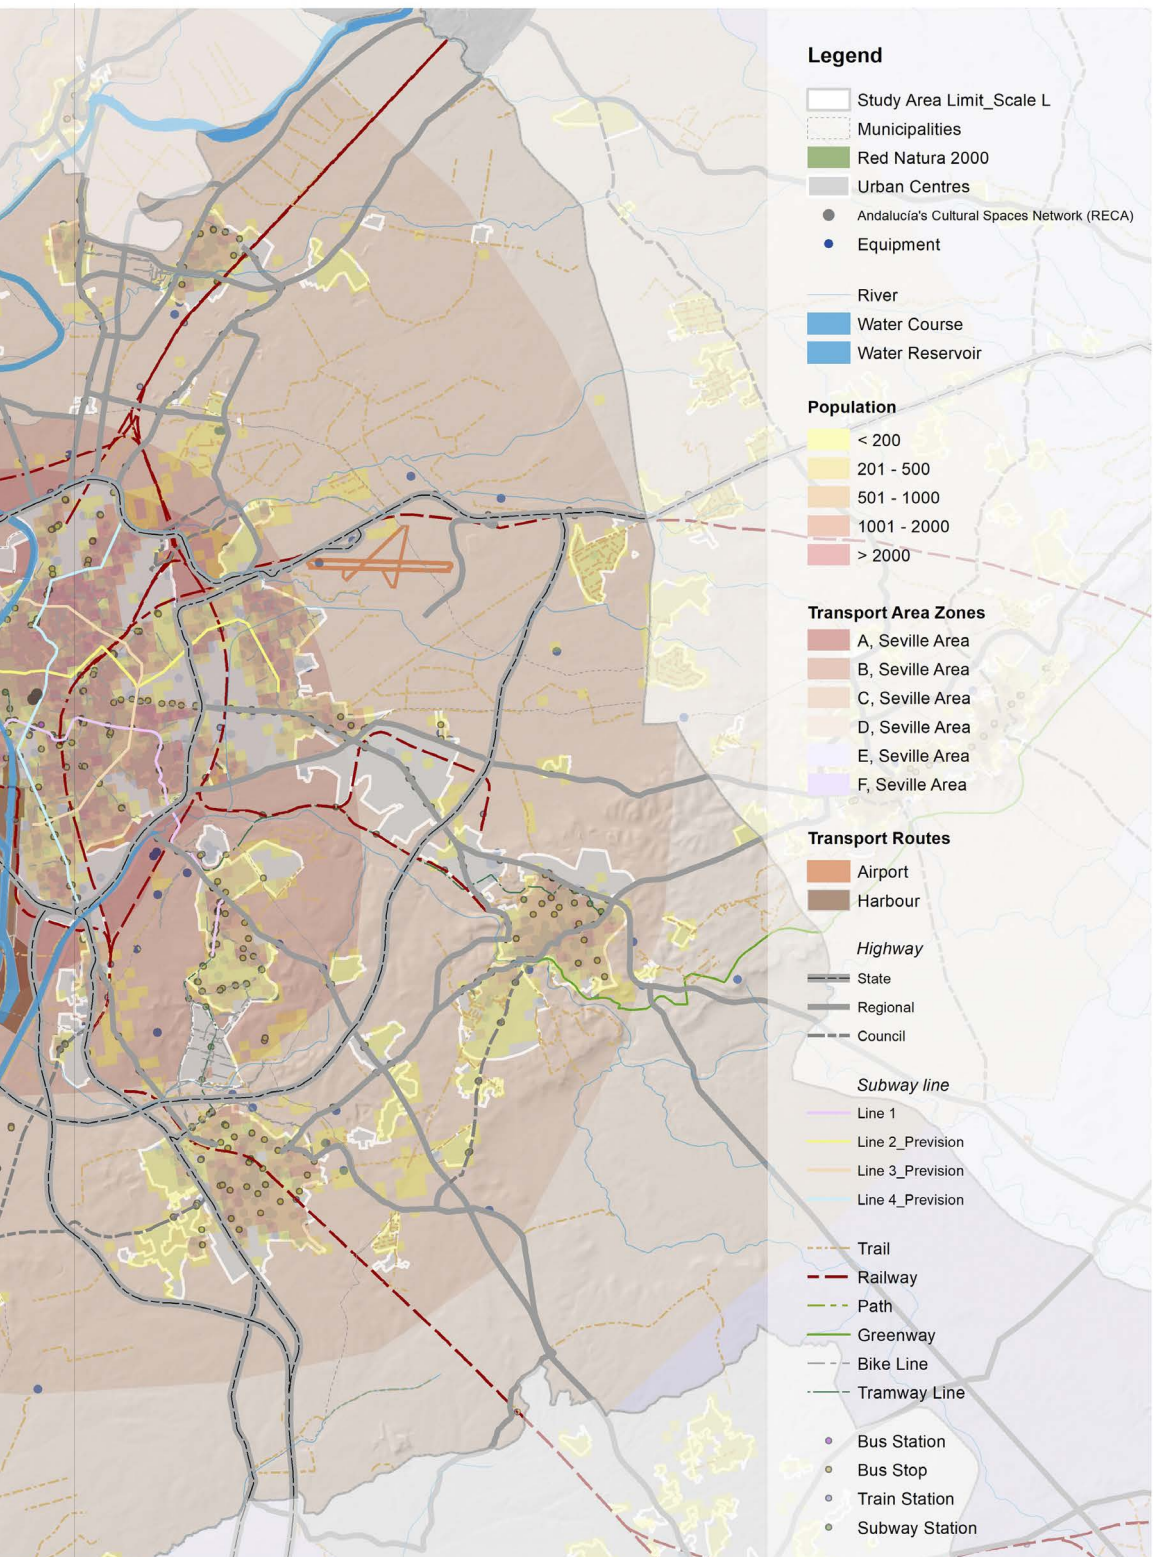 Legend
Study Area Limit_Scale L
Municipalities
Red Natura 2000
Urban Centres
Andalucía's Cultural Spaces Network (RECA)
Equipment
River
Water Course
Water Reservoir
Population
< 200
201 - 500
501 - 1000
1001 - 2000
> 2000
Transport Area Zones
A, Seville Area
B, Seville Area
C, Seville Area
D, Seville Area
E, Seville Area
F, Seville Area
Transport Routes
Airport
Harbour
Highway
State
Regional
Council
Subway line
Line 1
Line 2_Prevision
Line 3_Prevision
Line 4_Prevision
Trail
Railway
Path
Greenway
Bike Line
Tramway Line
Bus Station
Bus Stop
Train Station
Subway Station